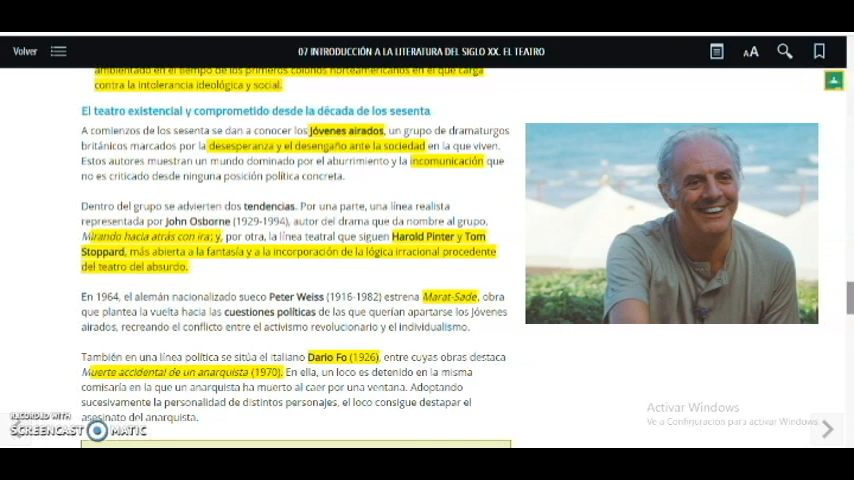 Volver
07 INTRODUCCIÓN A LA LITERATURA DEL SIGLO XX. EL TEATRO
AA
ambientado en el tiempo de los primeros colonos norteamericanos en el que carga
contra la intolerancia ideológica y social.
El teatro existencial y comprometido desde la década de los sesenta
A comienzos de los sesenta se dan a conocer los Jóvenes airados, un grupo de dramaturgos
británicos marcados por la desesperanza y el desengaño ante la sociedad en la que viven.
Estos autores muestran un mundo dominado por el aburrimiento y la incomunicación que
no es criticado desde ninguna posición política concreta.
Dentro del grupo se advierten dos tendencias. Por una parte, una línea realista
representada por John Osborne (1929-1994), autor del drama que da nombre al grupo,
Mirando hacia atrás con ira; y, por otra, la línea teatral que siguen Harold Pinter y Tom
Stoppard, más abierta a la fantasía y a la incorporación de la lógica irracional procedente
del teatro del absurdo.
En 1964, el alemán nacionalizado sueco Peter Weiss (1916-1982) estrena Marat-Sade, obra
que plantea la vuelta hacia las cuestiones políticas de las que querían apartarse los Jóvenes
airados, recreando el conflicto entre el activismo revolucionario y el individualismo.
También en una línea política se sitúa el italiano Dario Fo (1926), entre cuyas obras destaca
Muerte accidental de un anarquista (1970). En ella, un loco es detenido en la misma
comisaría en la que un anarquista ha muerto al caer por una ventana. Adoptando
sucesivamente la personalidad de distintos personajes, el loco consigue destapar el
asesinato del anarquista.
RECORDED WITH
SCREENCAST MATIC
Activar Windows
Ve a Configuración para activar Windows.